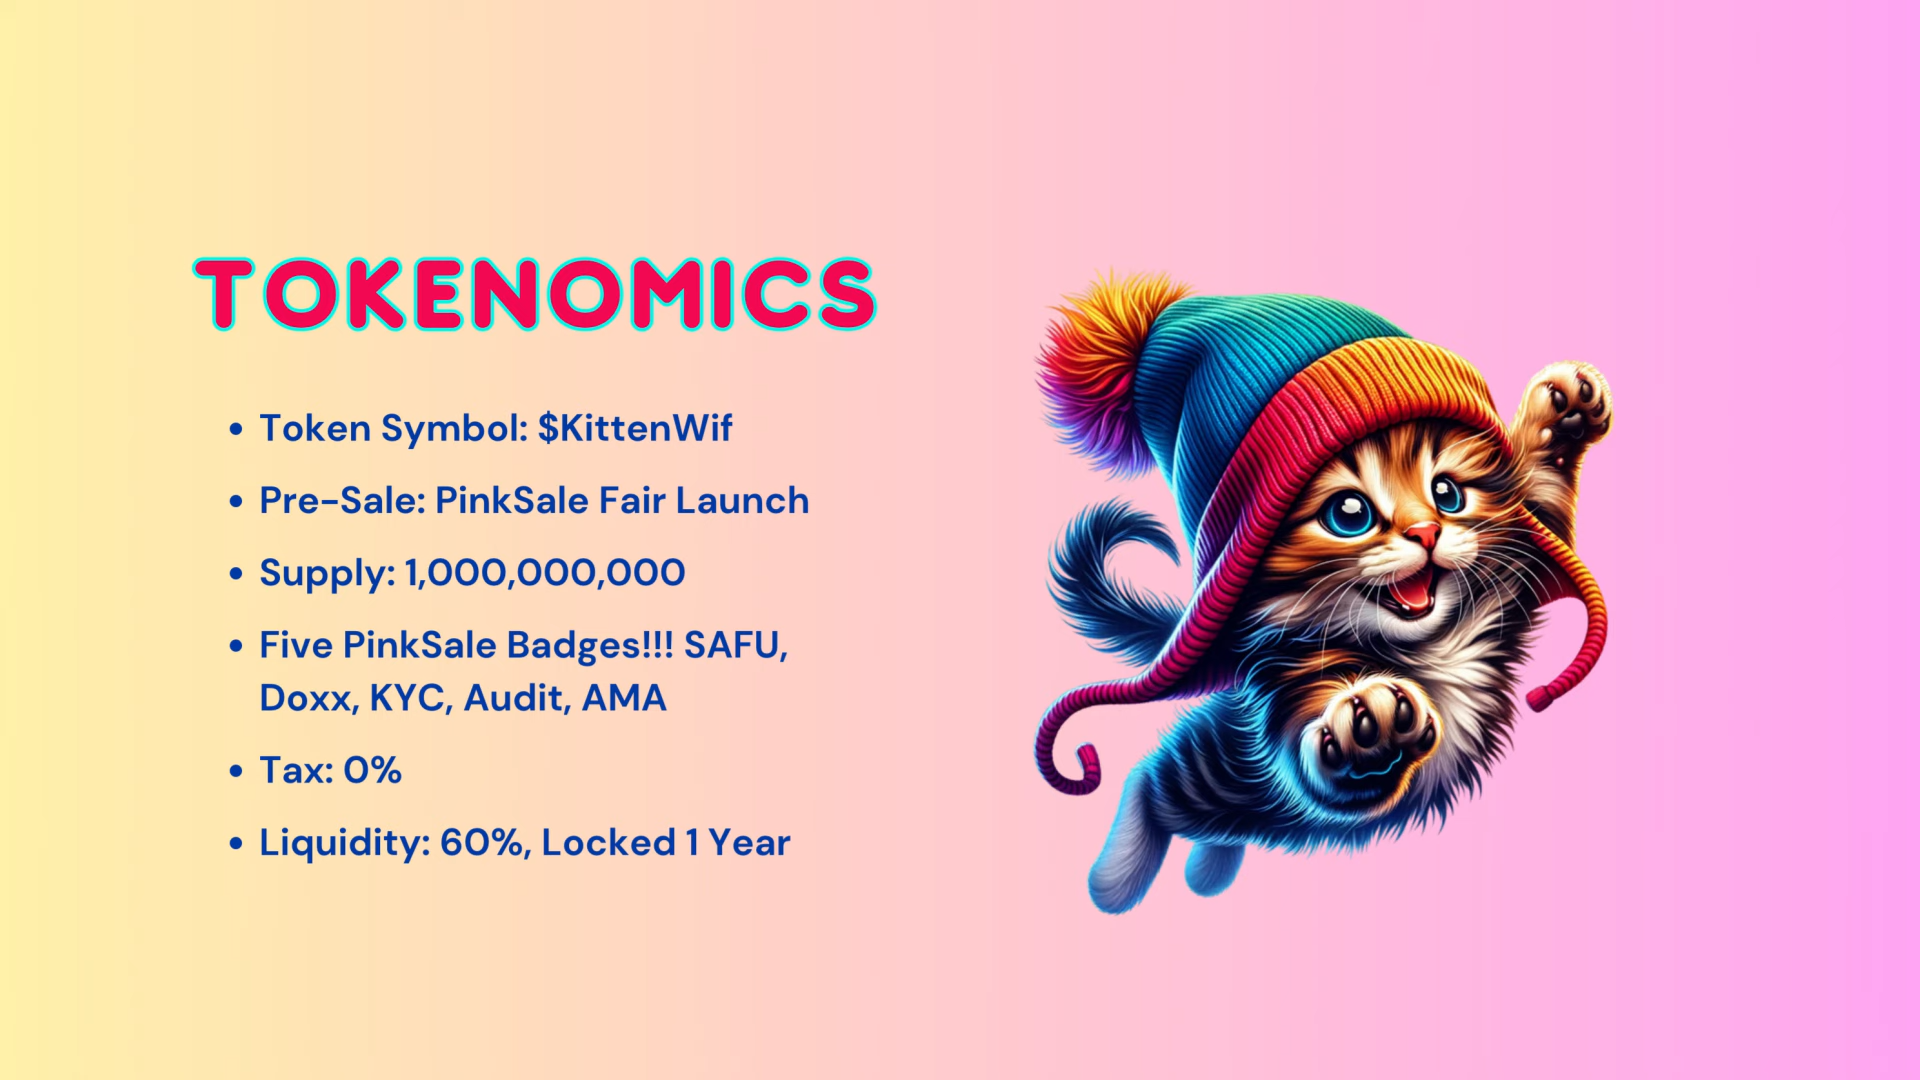 TOKENOMICS
• Token Symbol: $KittenWif
• Pre-Sale: PinkSale Fair Launch
• Supply: 1,000,000,000
• Five PinkSale Badges!!! SAFU,
Doxx, KYC, Audit, AMA
• Tax: 0%
• Liquidity: 60%, Locked 1 Year